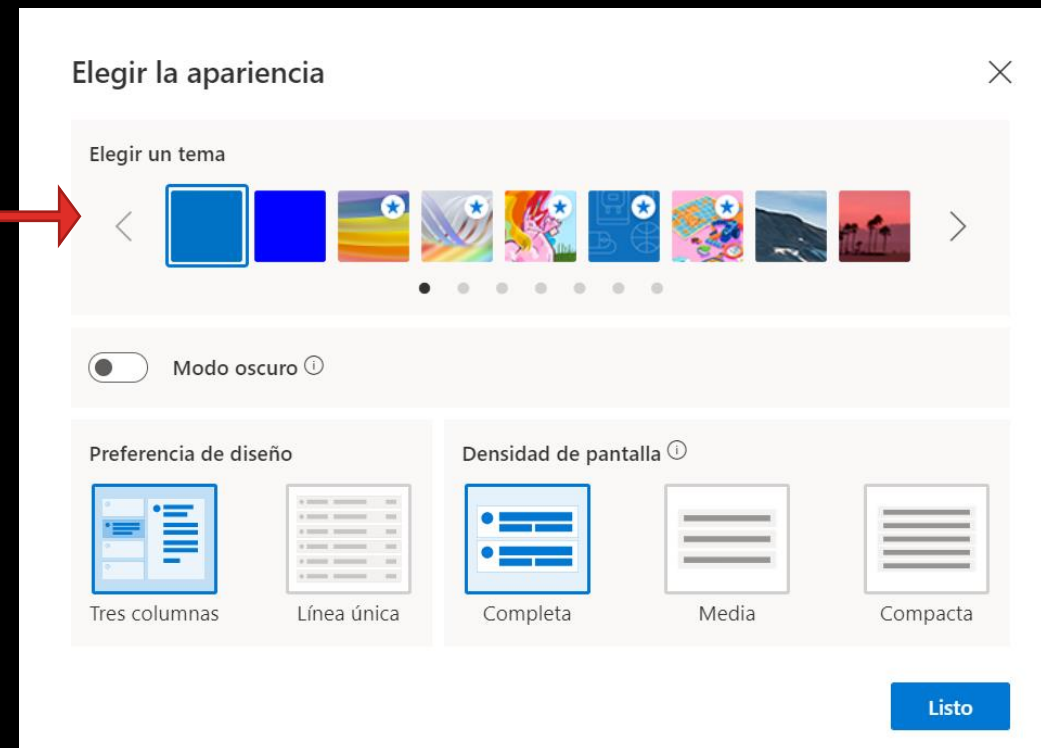 Elegir la apariencia
Elegir un tema
Modo oscuro
Preferencia de diseño
Densidad de pantalla
Tres columnas
Línea única
Completa
Media
Compacta
Listo